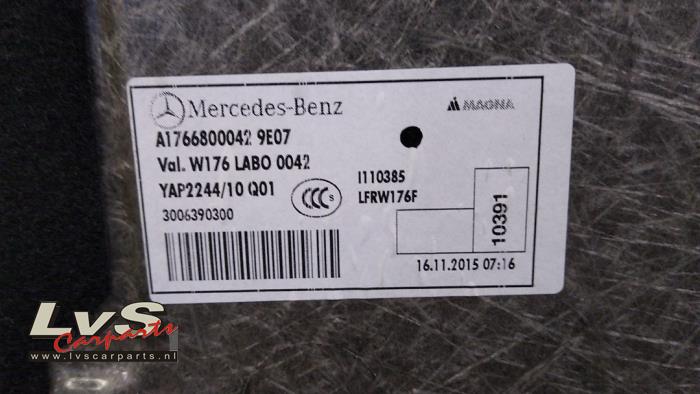 Mercedes-Benz
MAGNA
A1766800042 9E07
Val. W176 LABO 0042
YAP2244/10 Q01
CCC S
I110385
LFRW176F
3006390300
10391
16.11.2015 07:16
LvS
Carparts
www.lvscarparts.nl